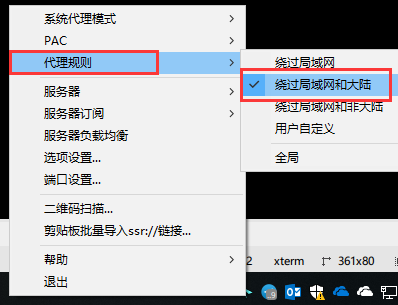 系统代理模式
PAC
代理规则
服务器
服务器订阅
服务器负载均衡
选项设置...
端口设置...
二维码扫描...
剪贴板批量导入ssr://链接...
帮助
退出
绕过局域网
绕过局域网和大陆
绕过局域网和非大陆
用户自定义
全局
2 xterm 361x80